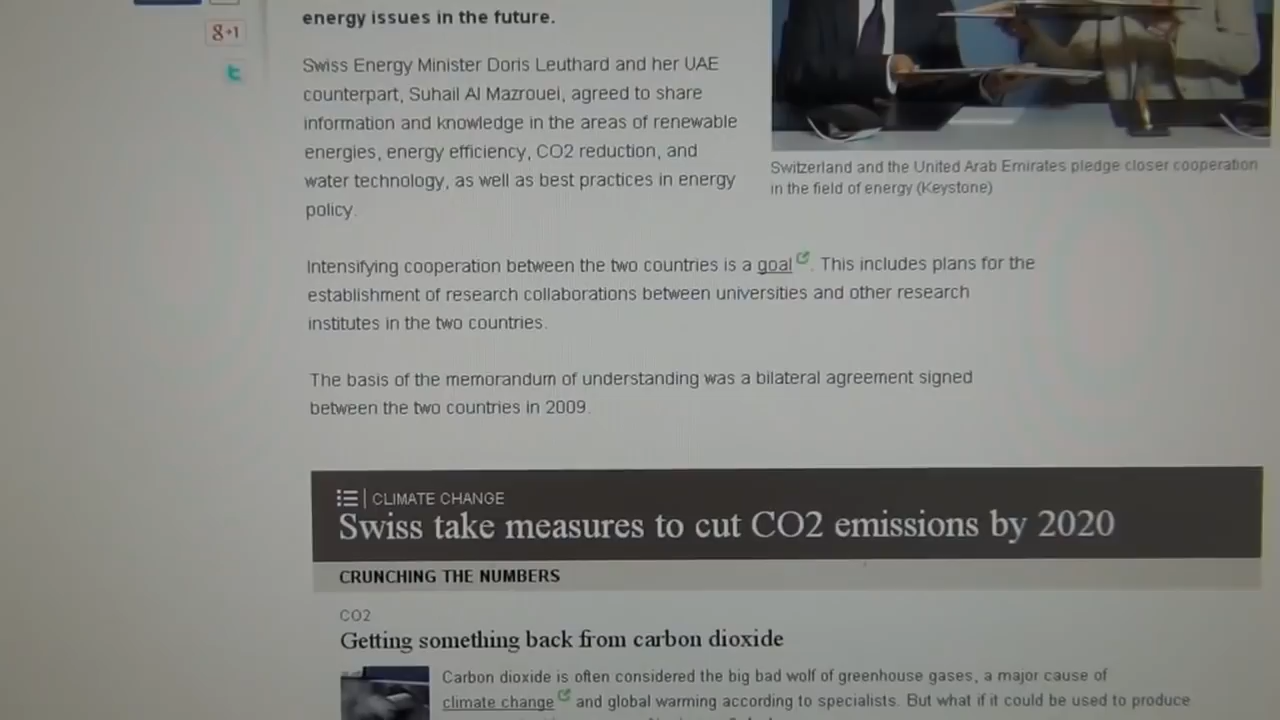 energy issues in the future.
8+1
Swiss Energy Minister Doris Leuthard and her UAE
counterpart, Suhail Al Mazrouei, agreed to share
information and knowledge in the areas of renewable
energies, energy efficiency, CO2 reduction, and
water technology, as well as best practices in energy
policy.
Switzerland and the United Arab Emirates pledge closer cooperation
in the field of energy (Keystone)
Intensifying cooperation between the two countries is a goal. This includes plans for the
establishment of research collaborations between universities and other research
institutes in the two countries.
The basis of the memorandum of understanding was a bilateral agreement signed
between the two countries in 2009.
CLIMATE CHANGE
Swiss take measures to cut CO2 emissions by 2020
CRUNCHING THE NUMBERS
CO2
Getting something back from carbon dioxide
Carbon dioxide is often considered the big bad wolf of greenhouse gases, a major cause of
climate change and global warming according to specialists. But what if it could be used to produce